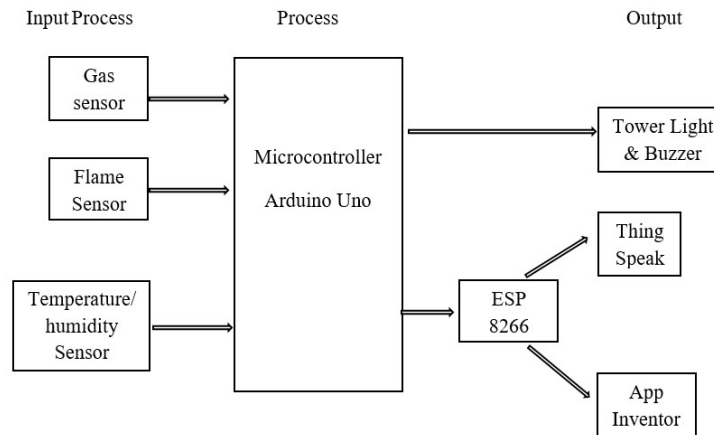 Input Process
Process
Output
Gas
sensor
Flame
Sensor
Temperature/
humidity
Sensor
Microcontroller
Arduino Uno
Tower Light
& Buzzer
Thing
Speak
ESP
8266
App
Inventor